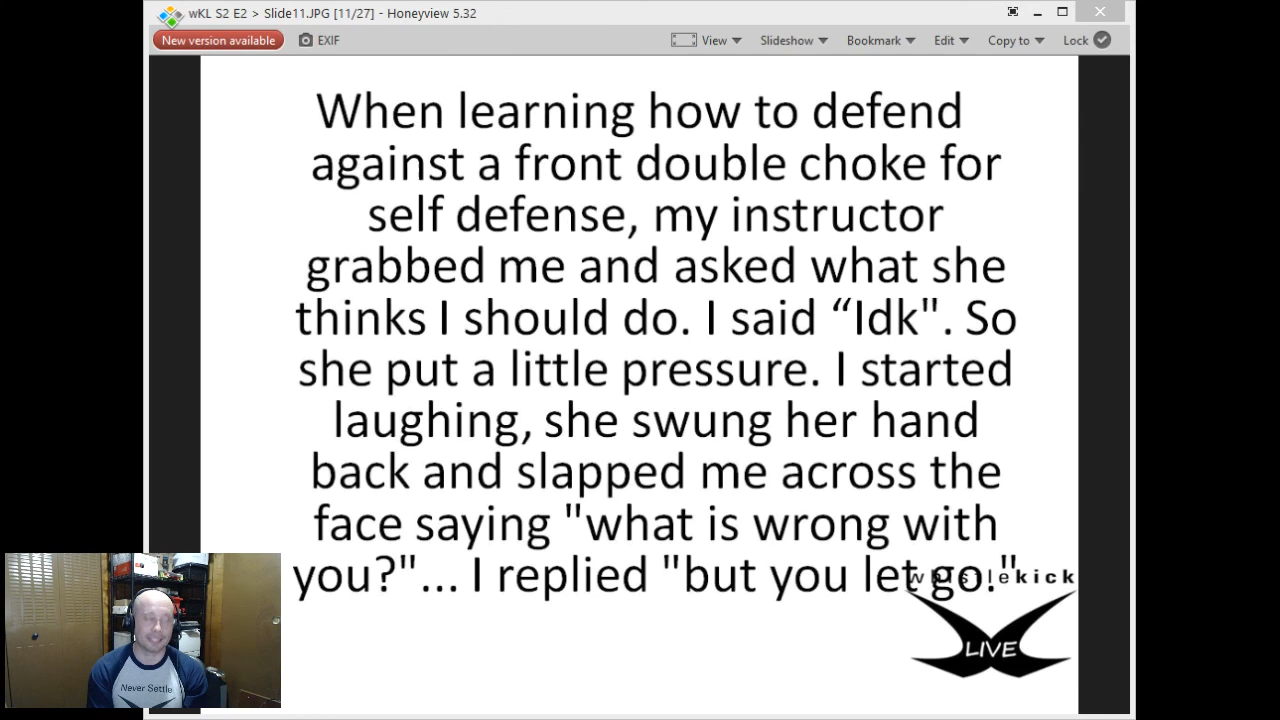 wKL S2 E2 > Slide11.JPG [11/27] - Honeyview 5.32
New version available EXIF View Slideshow Bookmark Edit Copy to Lock
When learning how to defend
against a front double choke for
self defense, my instructor
grabbed me and asked what she
thinks I should do. I said “Idk". So
she put a little pressure. I started
laughing, she swung her hand
back and slapped me across the
face saying "what is wrong with
you?"... I replied "but you let go."
whistlekick
LIVE
Never Settle